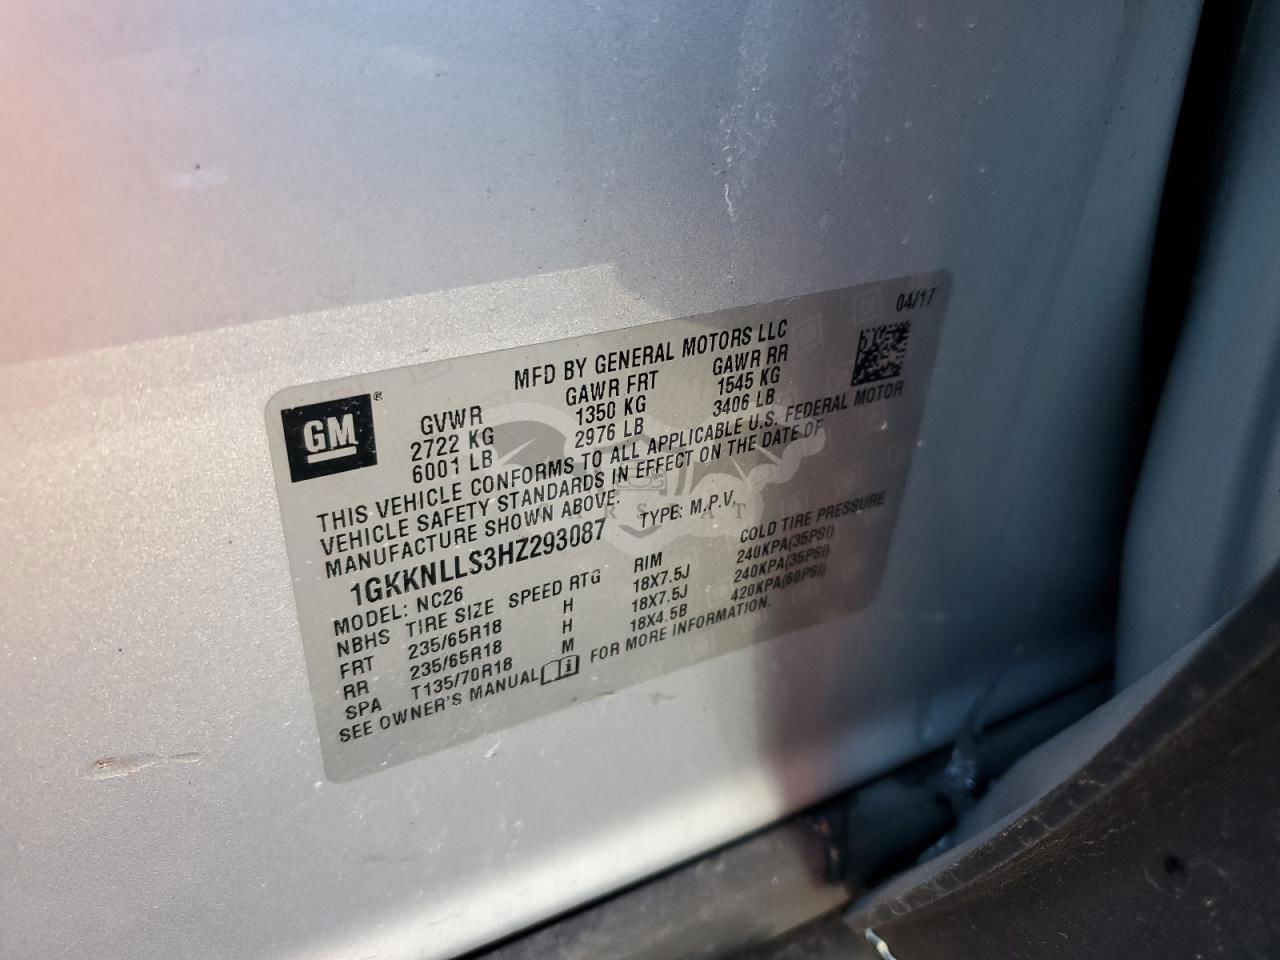 04/17
MFD BY GENERAL MOTORS LLC
GM®
GVWR GAWR FRT GAWR RR
2722 KG 1350 KG 1545 KG
6001 LB 2976 LB 3406 LB
THIS VEHICLE CONFORMS TO ALL APPLICABLE U.S. FEDERAL MOTOR
VEHICLE SAFETY STANDARDS IN EFFECT ON THE DATE OF
MANUFACTURE SHOWN ABOVE.
1GKKNLLS3HZ293087 TYPE: M.P.V.
MODEL: NC26
NBHS TIRE SIZE SPEED RTG RIM COLD TIRE PRESSURE
FRT 235/65R18 H 18X7.5J 240KPA(35PSI)
RR 235/65R18 H 18X7.5J 240KPA(35PSI)
SPA T135/70R18 M 18X4.5B 420KPA(60PSI)
SEE OWNER'S MANUAL FOR MORE INFORMATION.